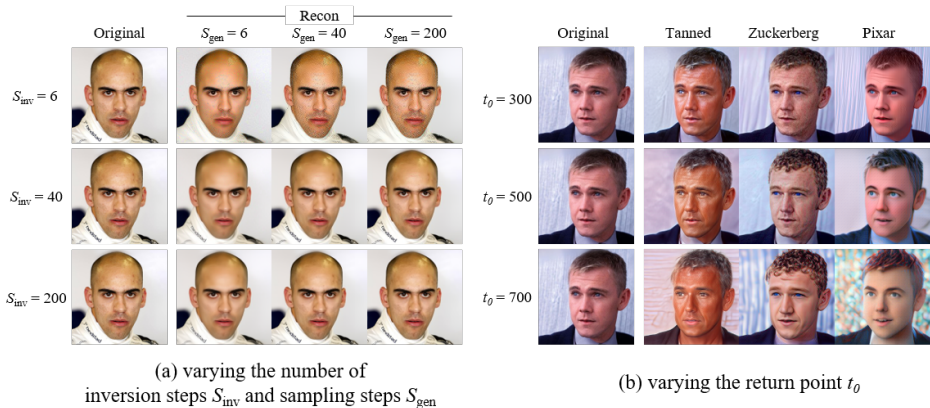 Recon
Original
S_gen = 6
S_gen = 40
S_gen = 200
S_inv = 6
S_inv = 40
S_inv = 200
(a) varying the number of
inversion steps S_inv and sampling steps S_gen
Original
Tanned
Zuckerberg
Pixar
t_0 = 300
t_0 = 500
t_0 = 700
(b) varying the return point t_0